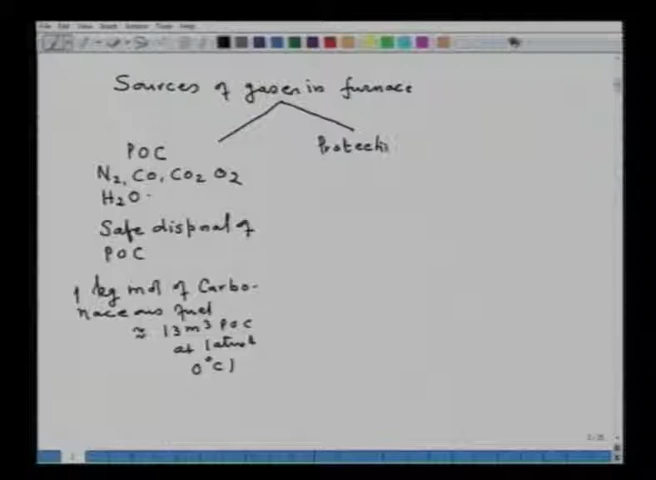 Sources of gases in furnace
POC
Protecti
N2, CO, CO2 O2
H2O
Safe disposal of
POC
1 kg mol of Carbo-
naceous fuel
≈ 13 m3 POC
at 1 atm &
0°C)